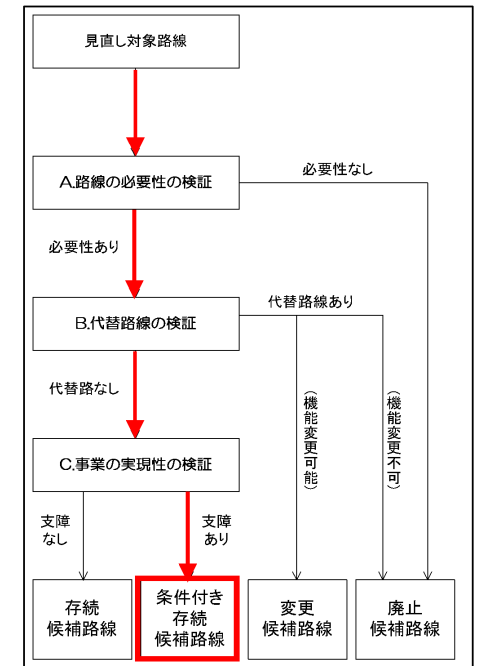 見直し対象路線
必要性なし
A.路線の必要性の検証
必要性あり
代替路線あり
B.代替路線の検証
代替路なし
（機能変更可能）
（機能変更不可）
C.事業の実現性の検証
支障
なし
支障
あり
存続
候補路線
条件付き
存続
候補路線
変更
候補路線
廃止
候補路線